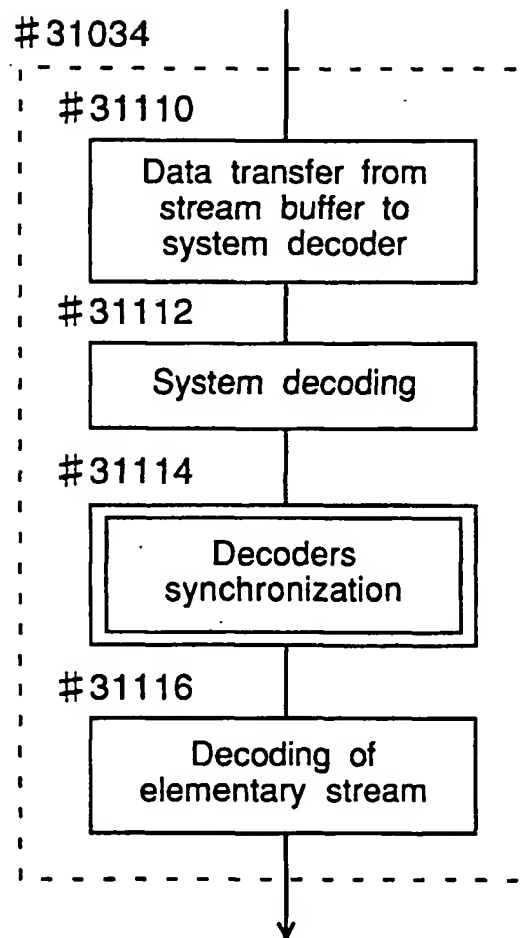 #31034
#31110
Data transfer from
stream buffer to
system decoder
#31112
System decoding
#31114
Decoders
synchronization
#31116
Decoding of
elementary stream